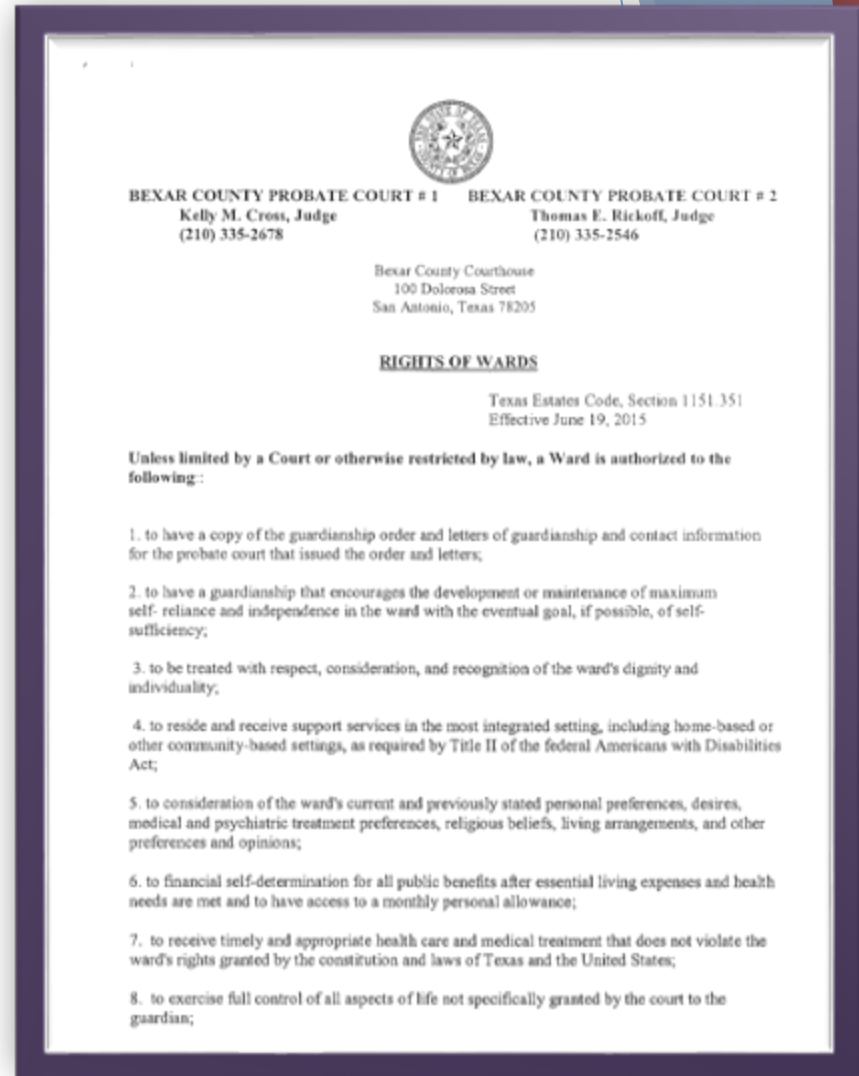 THE STATE OF TEXAS
COUNTY OF BEXAR
BEXAR COUNTY PROBATE COURT # 1 BEXAR COUNTY PROBATE COURT # 2
Kelly M. Cross, Judge Thomas E. Rickoff, Judge
(210) 335-2678 (210) 335-2546
Bexar County Courthouse
100 Dolorosa Street
San Antonio, Texas 78205
RIGHTS OF WARDS
Texas Estates Code, Section 1151.351
Effective June 19, 2015
Unless limited by a Court or otherwise restricted by law, a Ward is authorized to the
following::
1. to have a copy of the guardianship order and letters of guardianship and contact information
for the probate court that issued the order and letters;
2. to have a guardianship that encourages the development or maintenance of maximum
self- reliance and independence in the ward with the eventual goal, if possible, of self-
sufficiency;
3. to be treated with respect, consideration, and recognition of the ward's dignity and
individuality;
4. to reside and receive support services in the most integrated setting, including home-based or
other community-based settings, as required by Title II of the federal Americans with Disabilities
Act;
5. to consideration of the ward's current and previously stated personal preferences, desires,
medical and psychiatric treatment preferences, religious beliefs, living arrangements, and other
preferences and opinions;
6. to financial self-determination for all public benefits after essential living expenses and health
needs are met and to have access to a monthly personal allowance;
7. to receive timely and appropriate health care and medical treatment that does not violate the
ward's rights granted by the constitution and laws of Texas and the United States;
8. to exercise full control of all aspects of life not specifically granted by the court to the
guardian;